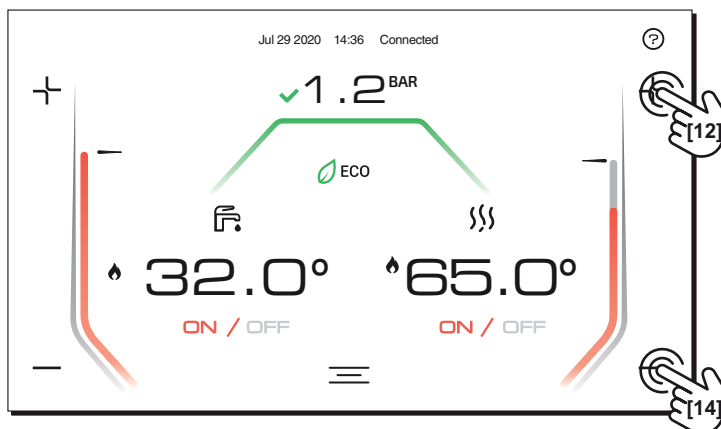 Jul 29 2020 14:36 Connected
?
1.2 BAR
[12]
ECO
32.0° 65.0°
ON / OFF ON / OFF
[14]